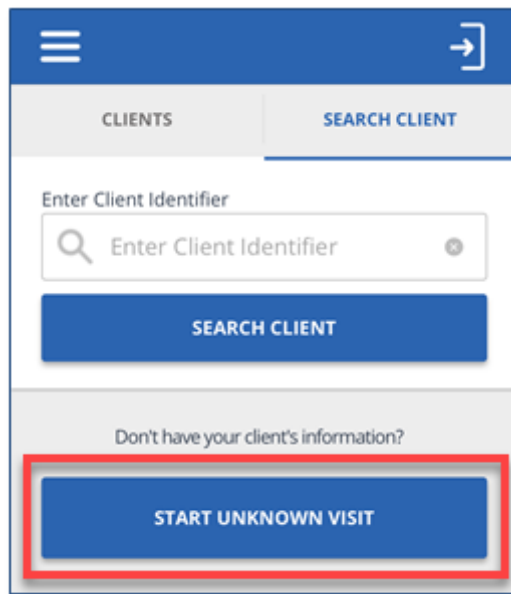 CLIENTS SEARCH CLIENT
Enter Client Identifier
Enter Client Identifier
SEARCH CLIENT
Don't have your client's information?
START UNKNOWN VISIT